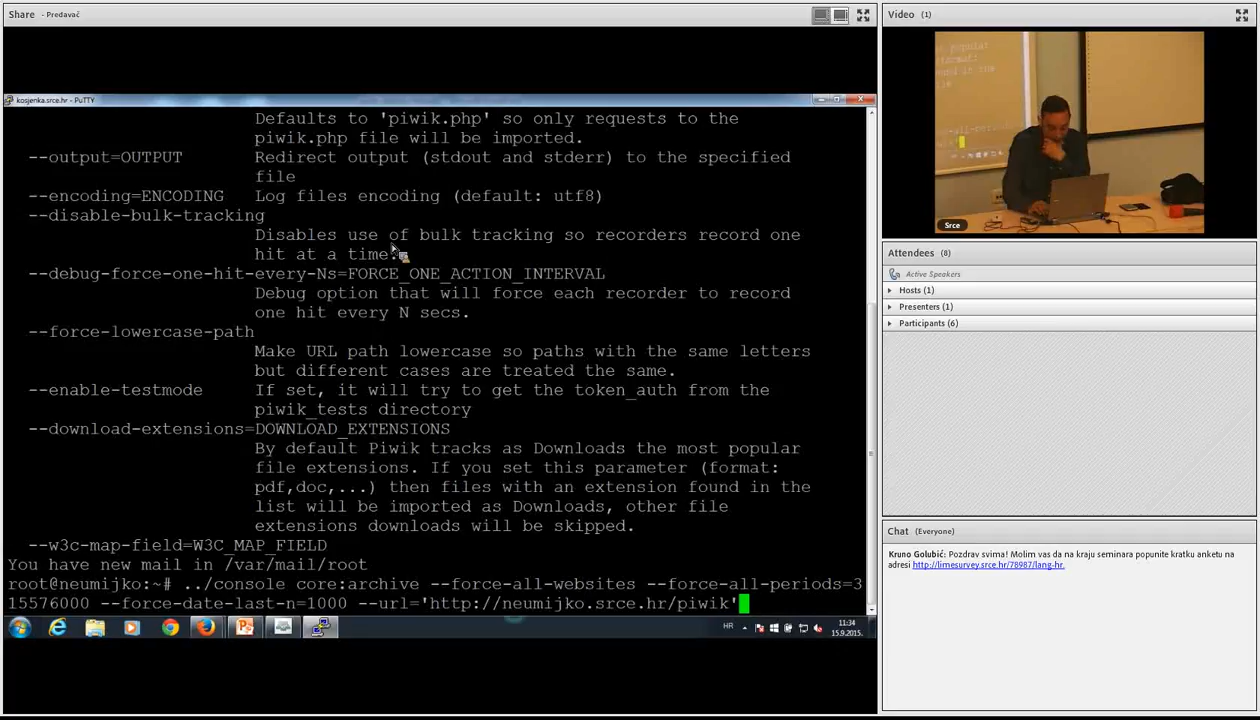 Share - Predavač
kosjenka.srce.hr - PuTTY
Defaults to 'piwik.php' so only requests to the
piwik.php file will be imported.
--output=OUTPUT Redirect output (stdout and stderr) to the specified
file
--encoding=ENCODING Log files encoding (default: utf8)
--disable-bulk-tracking
Disables use of bulk tracking so recorders record one
hit at a time.
--debug-force-one-hit-every-Ns=FORCE_ONE_ACTION_INTERVAL
Debug option that will force each recorder to record
one hit every N secs.
--force-lowercase-path
Make URL path lowercase so paths with the same letters
but different cases are treated the same.
--enable-testmode If set, it will try to get the token_auth from the
piwik_tests directory
--download-extensions=DOWNLOAD_EXTENSIONS
By default Piwik tracks as Downloads the most popular
file extensions. If you set this parameter (format:
pdf,doc,...) then files with an extension found in the
list will be imported as Downloads, other file
extensions downloads will be skipped.
--w3c-map-field=W3C_MAP_FIELD
You have new mail in /var/mail/root
root@neumijko:~# ../console core:archive --force-all-websites --force-all-periods=3
15576000 --force-date-last-n=1000 --url='http://neumijko.srce.hr/piwik'
HR
11:34
15.9.2015.
Video (1)
popular
Srce
Attendees (8)
Active Speakers
Hosts (1)
Presenters (1)
Participants (6)
Chat (Everyone)
Kruno Golubić: Pozdrav svima! Molim vas da na kraju seminara popunite kratku anketu na
adresi http://limesurvey.srce.hr/78987/lang-hr.